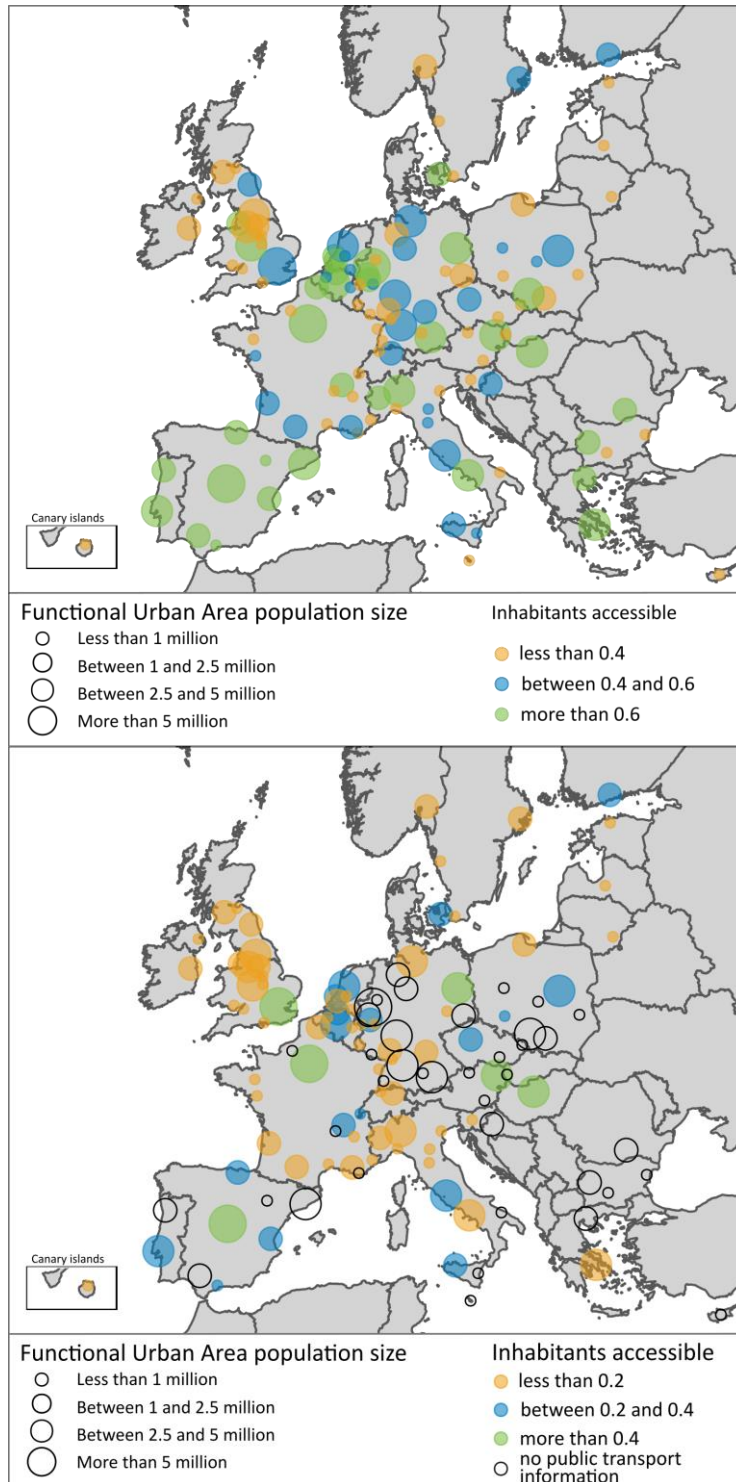 Canary islands
Functional Urban Area population size
Less than 1 million
Between 1 and 2.5 million
Between 2.5 and 5 million
More than 5 million
Inhabitants accessible
less than 0.4
between 0.4 and 0.6
more than 0.6
Canary islands
Functional Urban Area population size
Less than 1 million
Between 1 and 2.5 million
Between 2.5 and 5 million
More than 5 million
Inhabitants accessible
less than 0.2
between 0.2 and 0.4
more than 0.4
no public transport
information